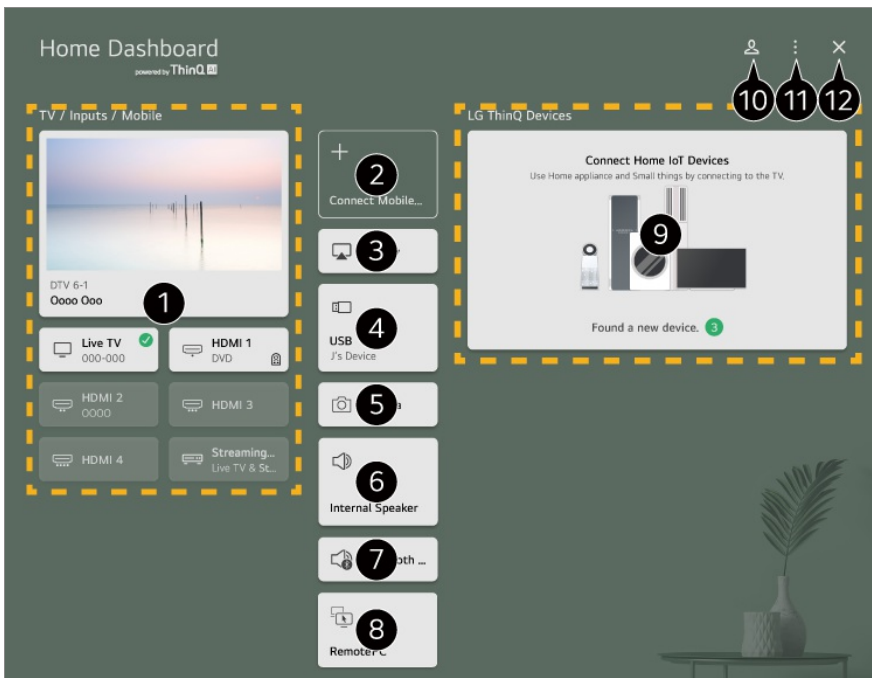 Home Dashboard
powered by ThinQ AI
10 11 12
TV / Inputs / Mobile
DTV 6-1
Oooo Ooo
1
Live TV
000-000
HDMI 1
DVD
HDMI 2
0000
HDMI 3
HDMI 4
Streaming...
Live TV & St...
2
Connect Mobile...
3
4
USB
J's Device
5
6
Internal Speaker
7
...
8
LG ThinQ Devices
Connect Home IoT Devices
Use Home appliance and Small things by connecting to the TV.
9
Found a new device. 3